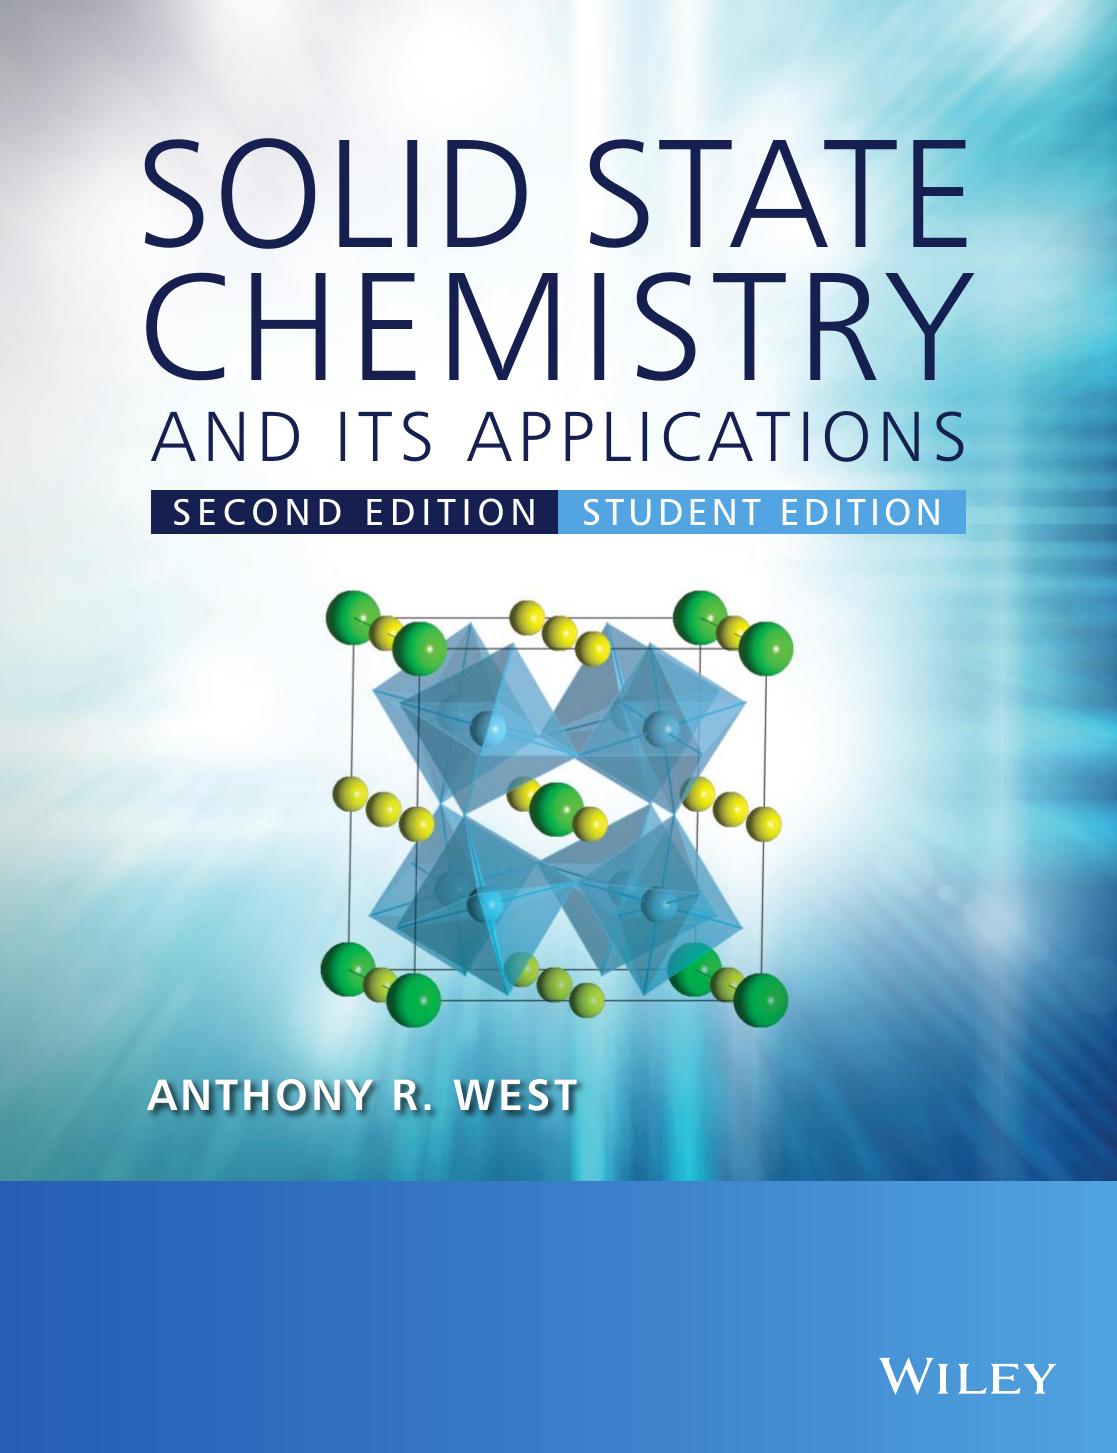 SOLID STATE
CHEMISTRY
AND ITS APPLICATIONS
SECOND EDITION STUDENT EDITION
ANTHONY R. WEST
WILEY